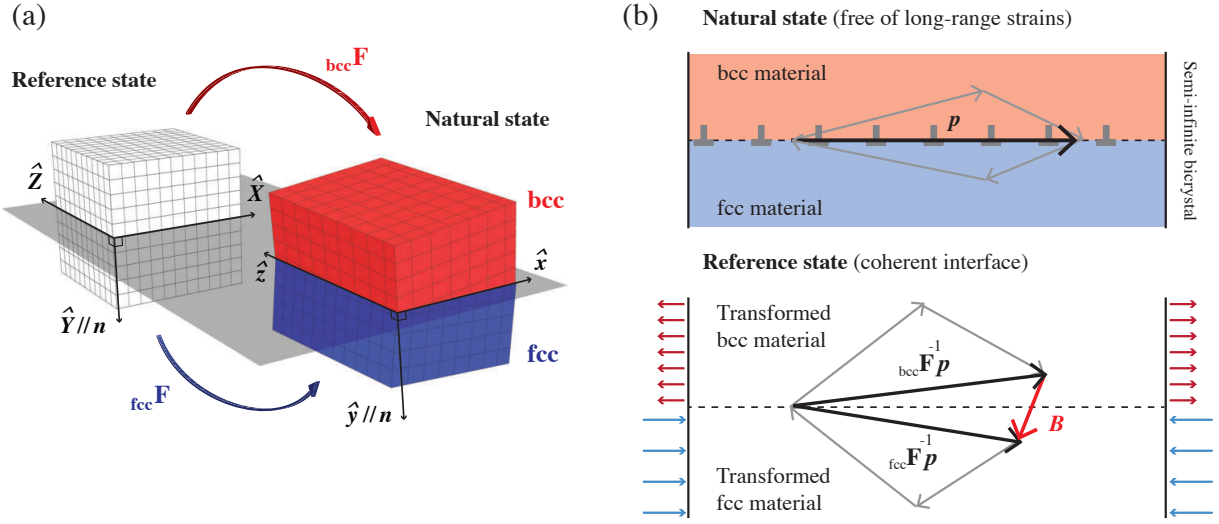 (a)
Reference state
bccF
Natural state
Ẑ
X̂
Ŷ // n
bcc
ẑ
x̂
fcc
fccF
ŷ // n
(b)
Natural state (free of long-range strains)
bcc material
p
fcc material
Semi-infinite bicrystal
Reference state (coherent interface)
Transformed
bcc material
bccF⁻¹p
B
fccF⁻¹p
Transformed
fcc material